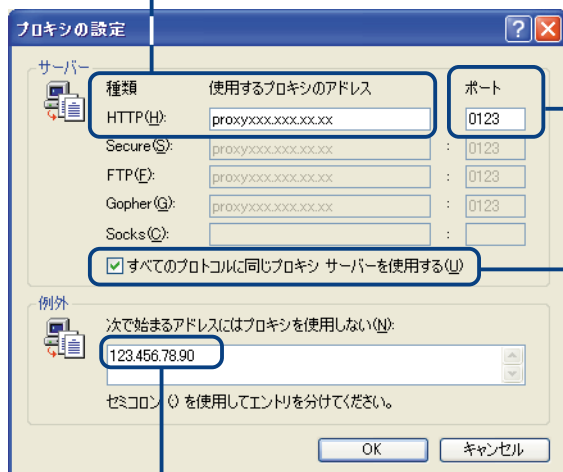 プロキシの設定
サーバー
種類 使用するプロキシのアドレス ポート
HTTP(H): proxyxxx.xxx.xx.xx 0123
Secure(S): proxyxxx.xxx.xx.xx : 0123
FTP(F): proxyxxx.xxx.xx.xx : 0123
Gopher(G): proxyxxx.xxx.xx.xx : 0123
Socks(C): :
すべてのプロトコルに同じプロキシ サーバーを使用する(U)
例外
次で始まるアドレスにはプロキシを使用しない(N):
123.456.78.90
セミコロン (;) を使用してエントリを分けてください。
OK キャンセル